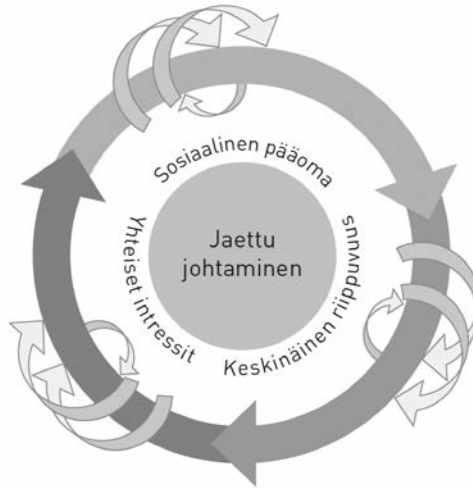 Sosiaalinen pääoma
Jaettu
johtaminen
Yhteiset intressit
Keskinäinen riippuvuus